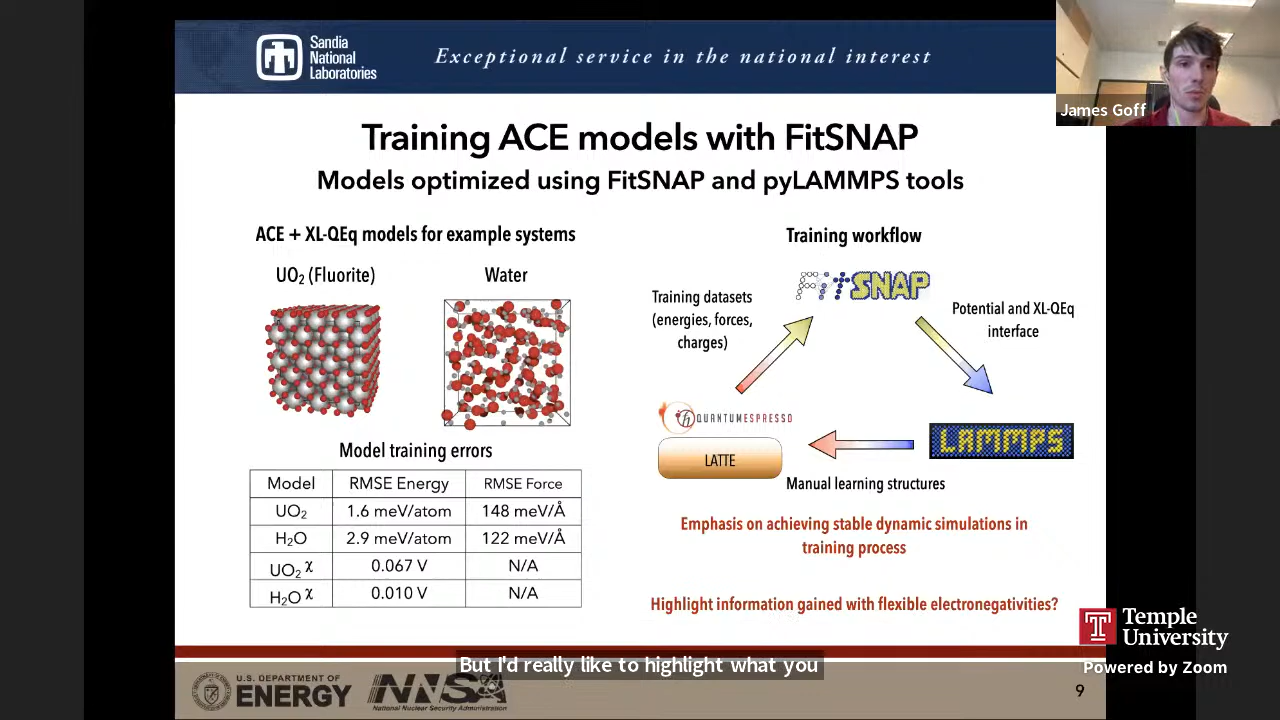 Sandia
National
Laboratories
Exceptional service in the national interest
James Goff
Training ACE models with FitSNAP
Models optimized using FitSNAP and pyLAMMPS tools
ACE + XL-QEq models for example systems
UO₂ (Fluorite)
Water
Model training errors
Model RMSE Energy RMSE Force
UO₂ 1.6 meV/atom 148 meV/Å
H₂O 2.9 meV/atom 122 meV/Å
UO₂ χ 0.067 V N/A
H₂O χ 0.010 V N/A
Training workflow
FitSNAP
Training datasets
(energies, forces,
charges)
Potential and XL-QEq
interface
QUANTUMESPRESSO
LATTE
LAMMPS
Manual learning structures
Emphasis on achieving stable dynamic simulations in
training process
Highlight information gained with flexible electronegativities?
Temple
University
Powered by Zoom
But I'd really like to highlight what you
U.S. DEPARTMENT OF
ENERGY
NNSA
National Nuclear Security Administration
9